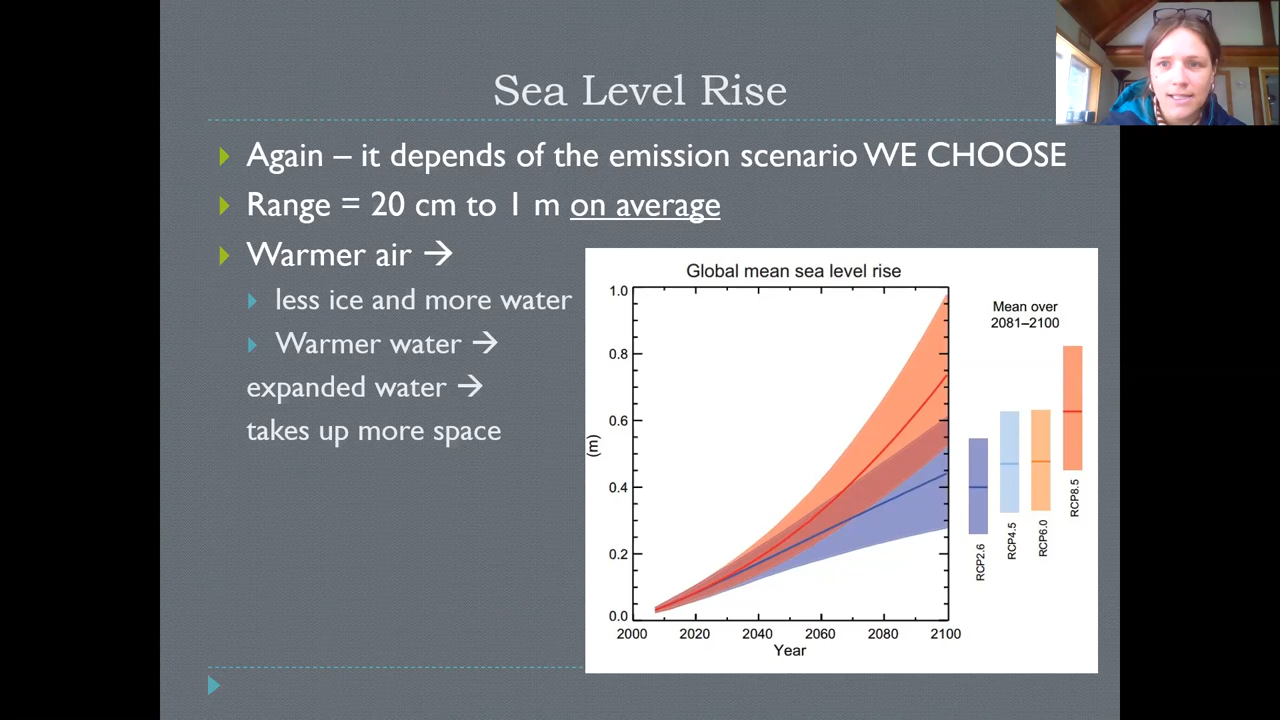 Sea Level Rise
Again – it depends of the emission scenario WE CHOOSE
Range = 20 cm to 1 m on average
Warmer air →
less ice and more water
Warmer water →
expanded water →
takes up more space
Global mean sea level rise
1.0
0.8
0.6
0.4
0.2
0.0
(m)
2000 2020 2040 2060 2080 2100
Year
Mean over
2081–2100
RCP2.6
RCP4.5
RCP6.0
RCP8.5